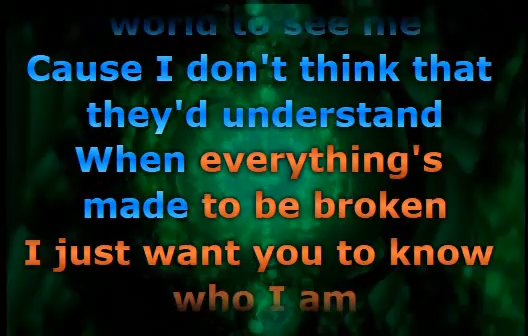 world to see me
Cause I don't think that
they'd understand
When everything's
made to be broken
I just want you to know
who I am